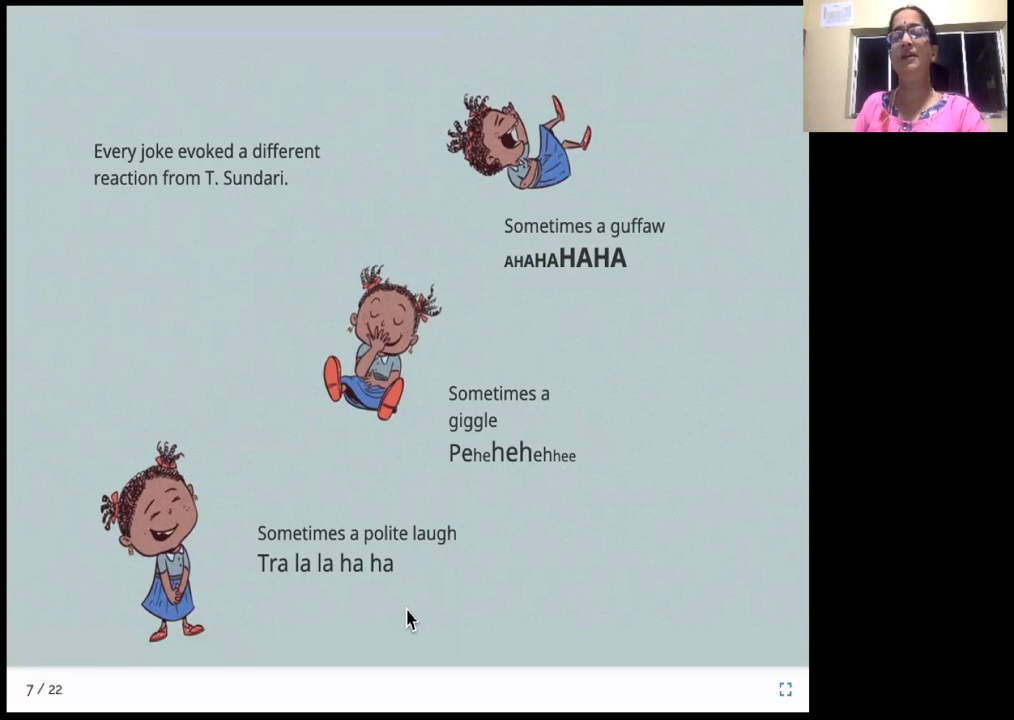 Every joke evoked a different
reaction from T. Sundari.
Sometimes a guffaw
AHAHAHAHA
Sometimes a
giggle
Pehehehehhee
Sometimes a polite laugh
Tra la la ha ha
7 / 22